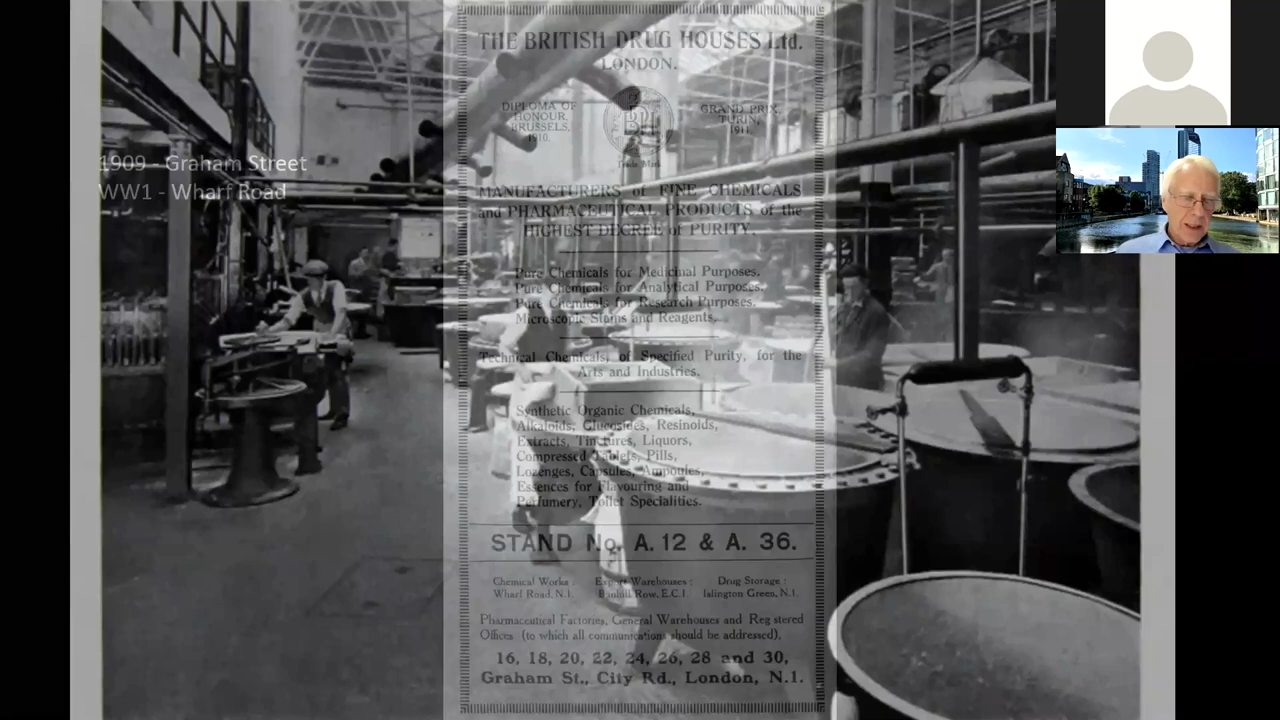 1909 - Graham Street
WW1 - Wharf Road
THE BRITISH DRUG HOUSES Ltd.
LONDON.
DIPLOMA OF
HONOUR,
BRUSSELS,
1910.
GRAND PRIX,
TURIN,
1911.
Trade Mark
MANUFACTURERS of FINE CHEMICALS
and PHARMACEUTICAL PRODUCTS of the
HIGHEST DEGREE of PURITY.
Pure Chemicals for Medicinal Purposes.
Pure Chemicals for Analytical Purposes.
Pure Chemicals for Research Purposes.
Microscopic Stains and Reagents.
Technical Chemicals, of Specified Purity, for the
Arts and Industries.
Synthetic Organic Chemicals,
Alkaloids, Glucosides, Resinoids,
Extracts, Tinctures, Liquors,
Compressed Tablets, Pills,
Lozenges, Capsules, Ampoules,
Essences for Flavouring and
Perfumery, Toilet Specialities.
STAND No. A. 12 & A. 36.
Chemical Works :
Wharf Road, N.1.
Export Warehouses :
Bunhill Row, E.C.1.
Drug Storage :
Islington Green, N.1.
Pharmaceutical Factories, General Warehouses and Registered
Offices (to which all communications should be addressed),
16, 18, 20, 22, 24, 26, 28 and 30,
Graham St., City Rd., London, N.1.